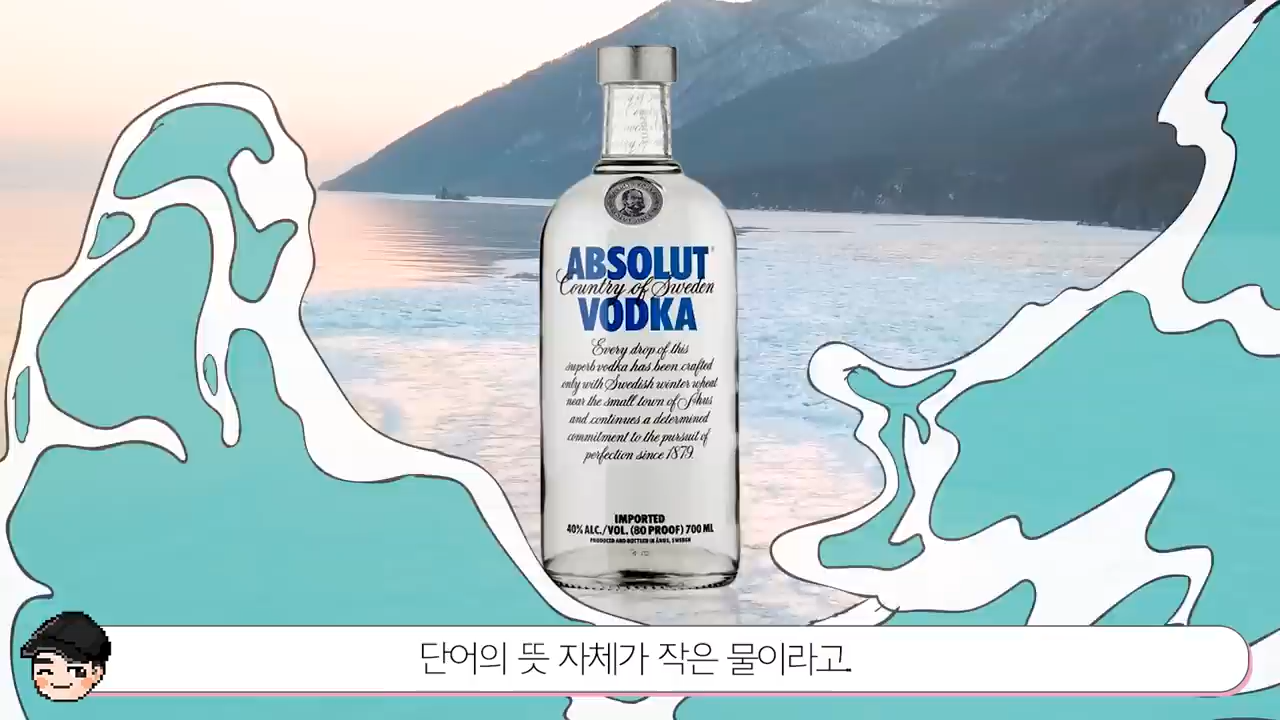 ABSOLUT
Country of Sweden
VODKA
Every drop of this
superb vodka has been crafted
only with Swedish winter wheat
near the small town of Åhus
and continues a determined
commitment to the pursuit of
perfection since 1879.
IMPORTED
40% ALC./VOL. (80 PROOF) 700 ML
PRODUCED AND BOTTLED IN ÅHUS, SWEDEN
단어의 뜻 자체가 작은 물이라고.